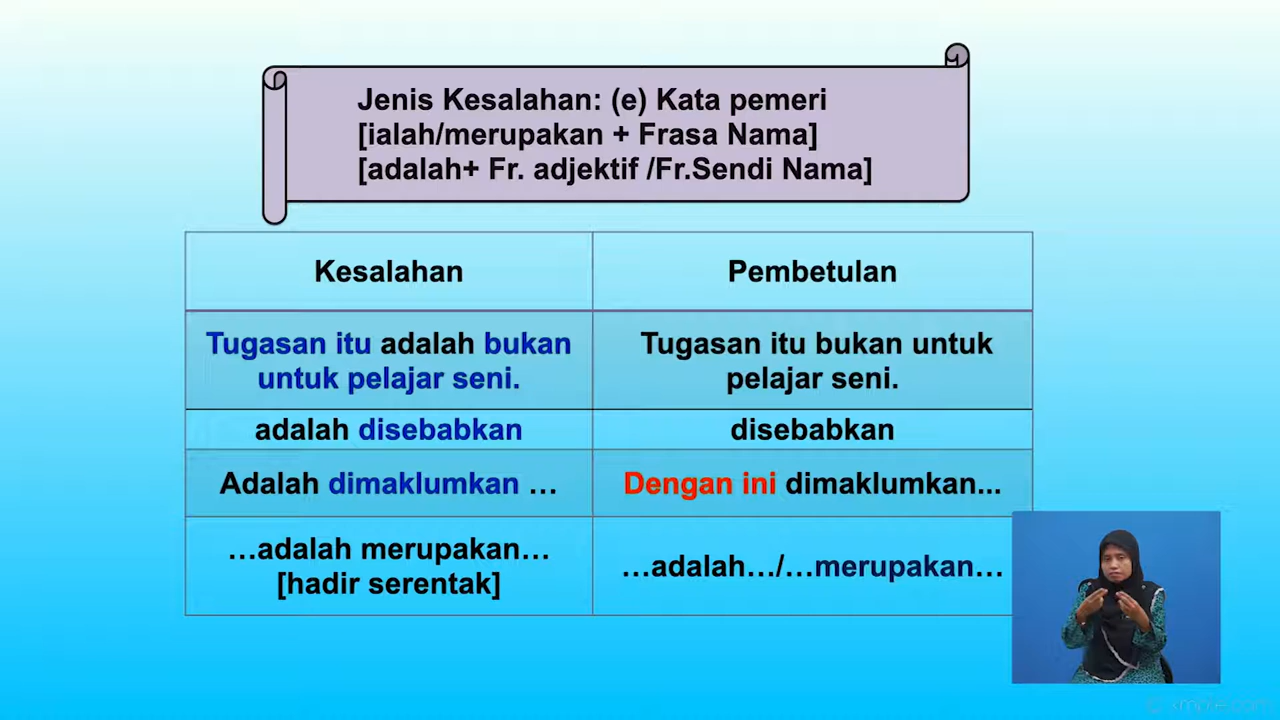 Jenis Kesalahan: (e) Kata pemeri
[ialah/merupakan + Frasa Nama]
[adalah+ Fr. adjektif /Fr.Sendi Nama]
Kesalahan
Pembetulan
Tugasan itu adalah bukan
untuk pelajar seni.
Tugasan itu bukan untuk
pelajar seni.
adalah disebabkan
disebabkan
Adalah dimaklumkan …
Dengan ini dimaklumkan...
…adalah merupakan…
[hadir serentak]
…adalah…/…merupakan…